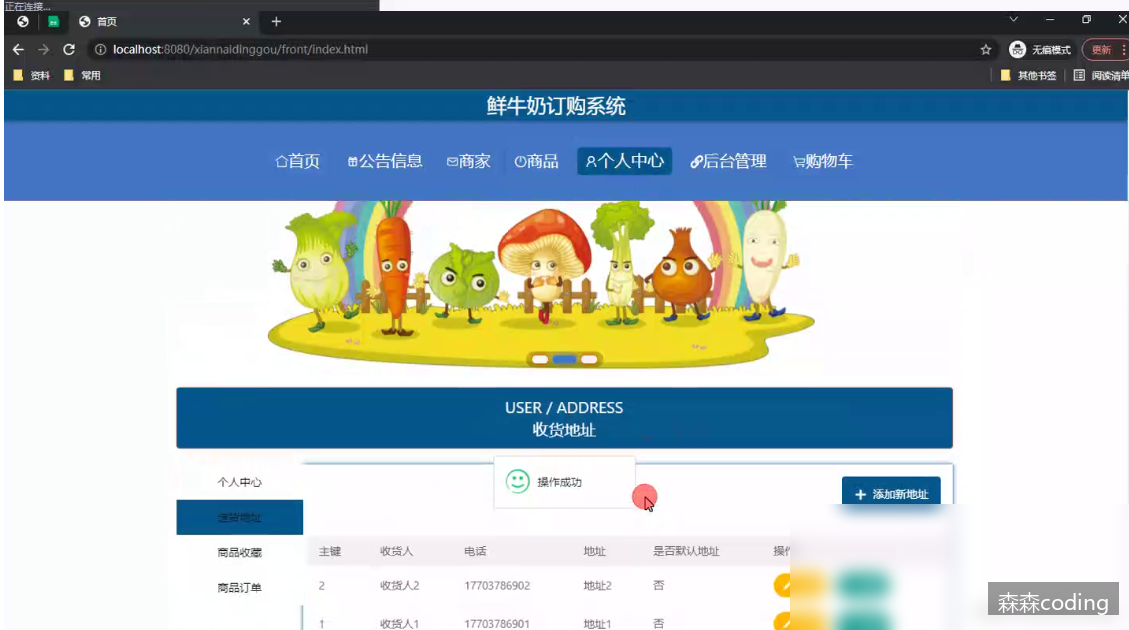 正在连接...
首页
localhost:8080/xiannaidinggou/front/index.html
无痕模式
更新
资料
常用
其他书签
阅读清单
鲜牛奶订购系统
首页 公告信息 商家 商品 个人中心 后台管理 购物车
USER / ADDRESS
收货地址
个人中心
操作成功
添加新地址
商品收藏
商品订单
主键 收货人 电话 地址 是否默认地址
2 收货人2 17703786902 地址2 否
1 收货人1 17703786901 地址1 否
森森coding